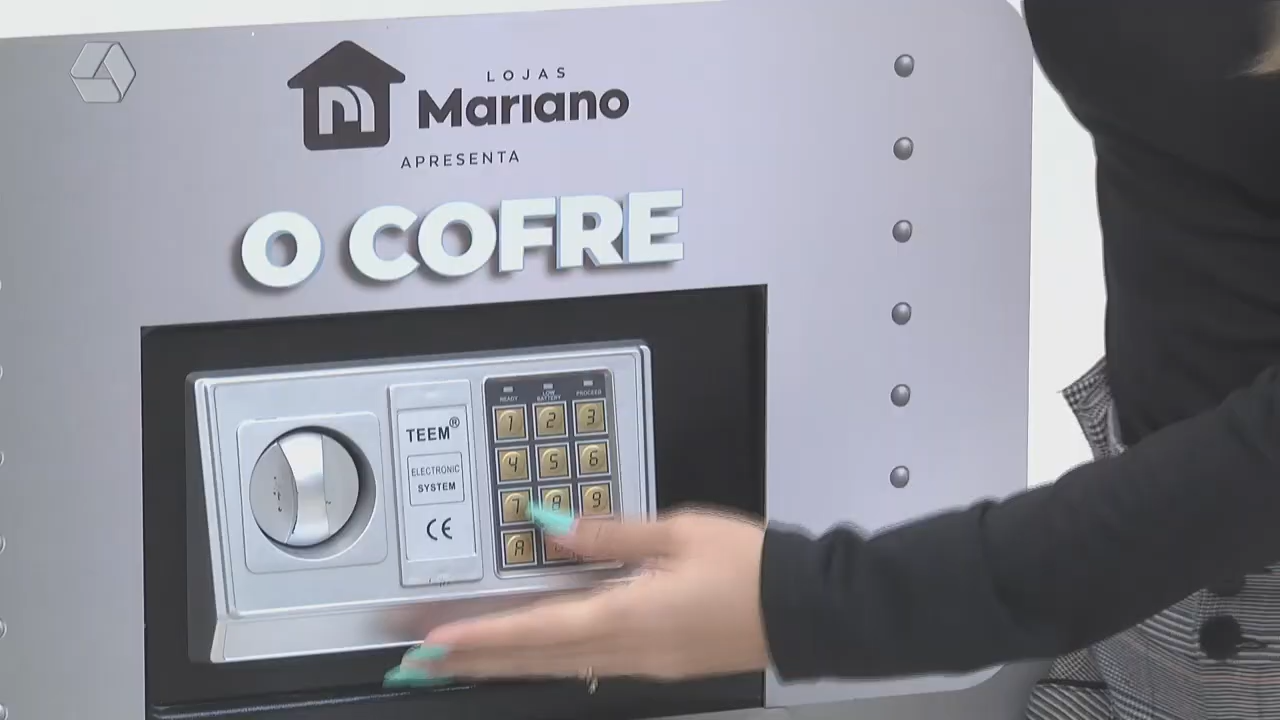 LOJAS
Mariano
APRESENTA
O COFRE
READY LOW BATTERY PROCEED
TEEM®
ELECTRONIC
SYSTEM
CE
1 2 3
4 5 6
7 8 9
A